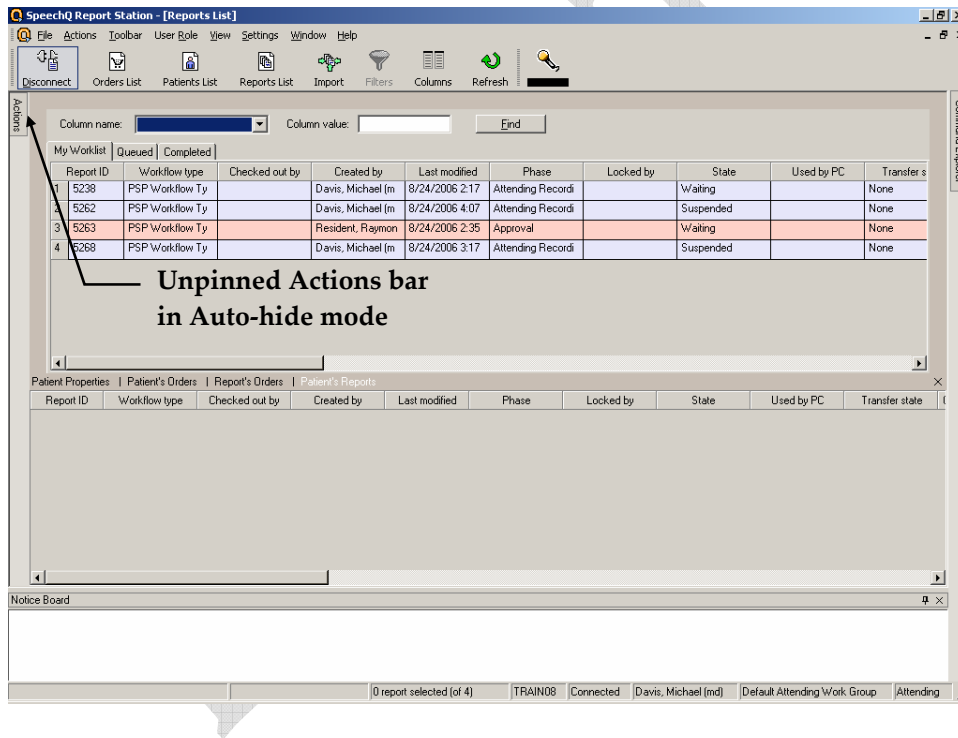 SpeechQ Report Station - [Reports List]
File Actions Toolbar User Role View Settings Window Help
Disconnect Orders List Patients List Reports List Import Filters Columns Refresh
Actions
Column name: Column value: Find
My Worklist Queued Completed
Report ID Workflow type Checked out by Created by Last modified Phase Locked by State Used by PC Transfer s
1 5238 PSP Workflow Ty Davis, Michael (m 8/24/2006 2:17 Attending Recordi Waiting None
2 5262 PSP Workflow Ty Davis, Michael (m 8/24/2006 4:07 Attending Recordi Suspended None
3 5263 PSP Workflow Ty Resident, Raymon 8/24/2006 2:35 Approval Waiting None
4 5268 PSP Workflow Ty Davis, Michael (m 8/24/2006 3:17 Attending Recordi Suspended None
Unpinned Actions bar
in Auto-hide mode
Patient Properties | Patient's Orders | Report's Orders | Patient's Reports
Report ID Workflow type Checked out by Created by Last modified Phase Locked by State Used by PC Transfer state
Notice Board
0 report selected (of 4) TRAIN08 Connected Davis, Michael (md) Default Attending Work Group Attending